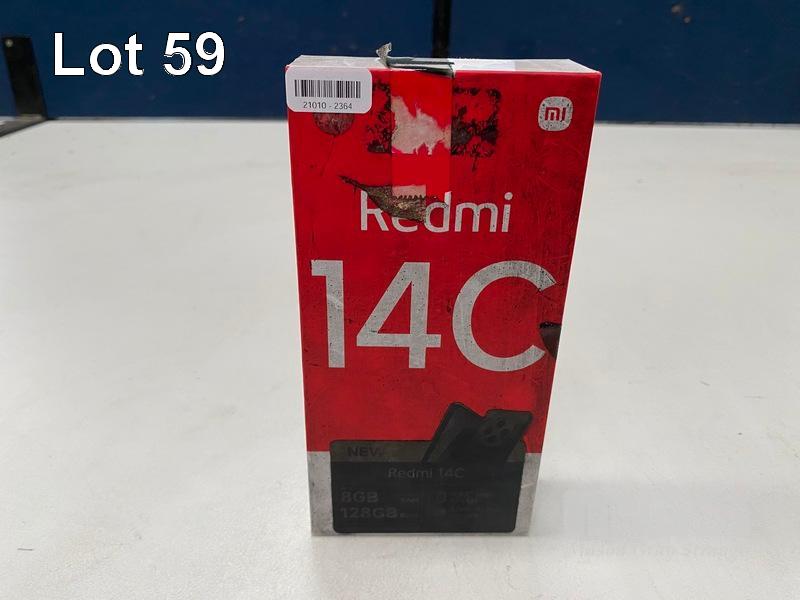 Lot 59
21010 - 2364
mi
Redmi
14C
NEW
Redmi 14C
8GB
128GB